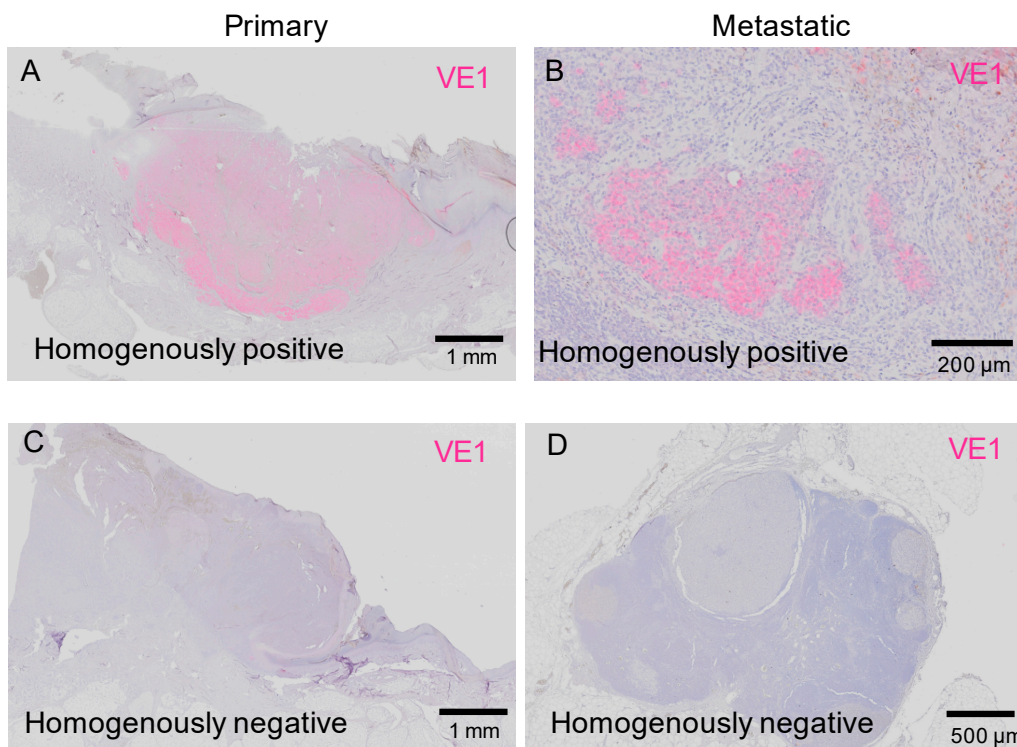 Primary
Metastatic
A
VE1
B
VE1
Homogenously positive
1 mm
Homogenously positive
200 µm
C
VE1
D
VE1
Homogenously negative
1 mm
Homogenously negative
500 µm